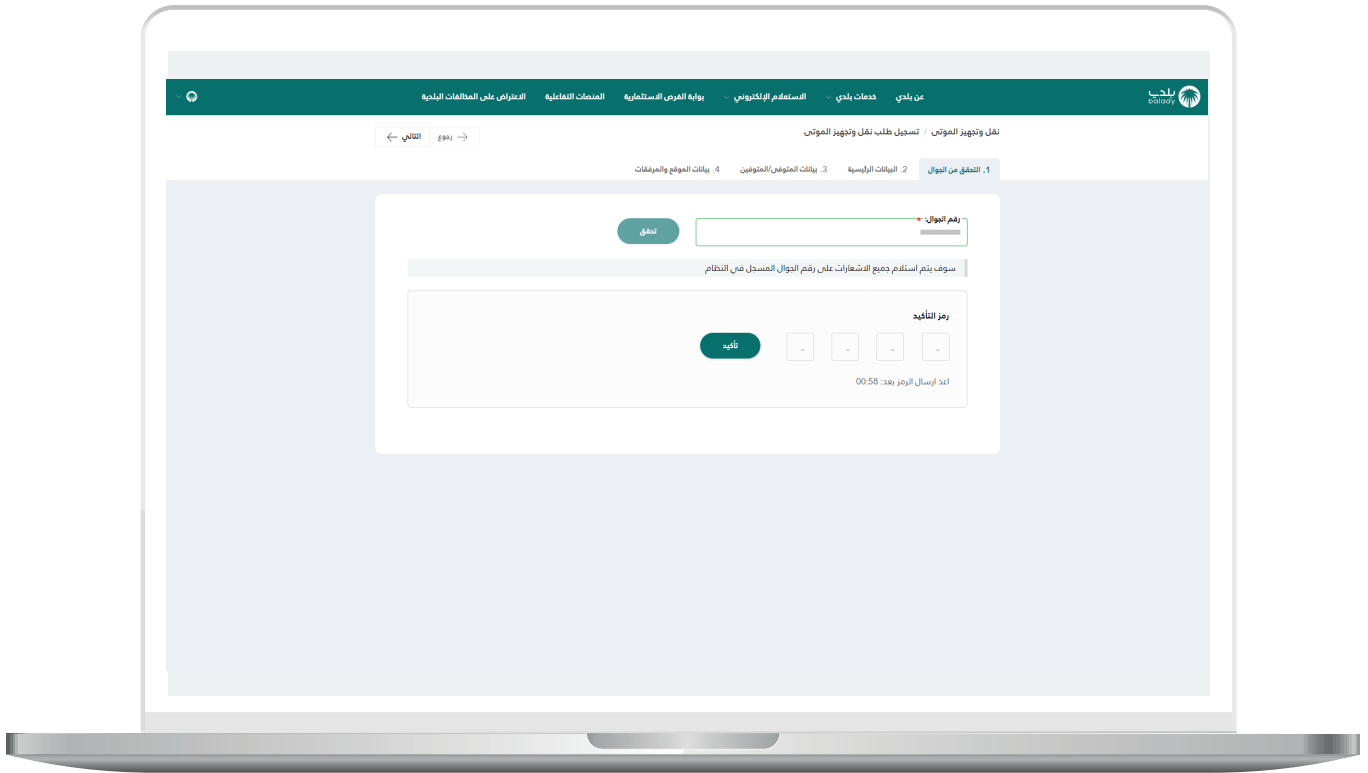 بلدي
balady
عن بلدي خدمات بلدي الاستعلام الإلكتروني بوابة الفرص الاستثمارية المنصات التفاعلية الاعتراض على المخالفات البلدية
نقل وتجهيز الموتى / تسجيل طلب نقل وتجهيز الموتى
رجوع التالي
1. التحقق من الجوال 2. البيانات الرئيسية 3. بيانات المتوفى/المتوفين 4. بيانات الموقع والمرفقات
رقم الجوال: *
تحقق
سوف يتم استلام جميع الاشعارات على رقم الجوال المسجل في النظام
رمز التأكيد
- - - -
تأكيد
اعد ارسال الرمز بعد: 00:58